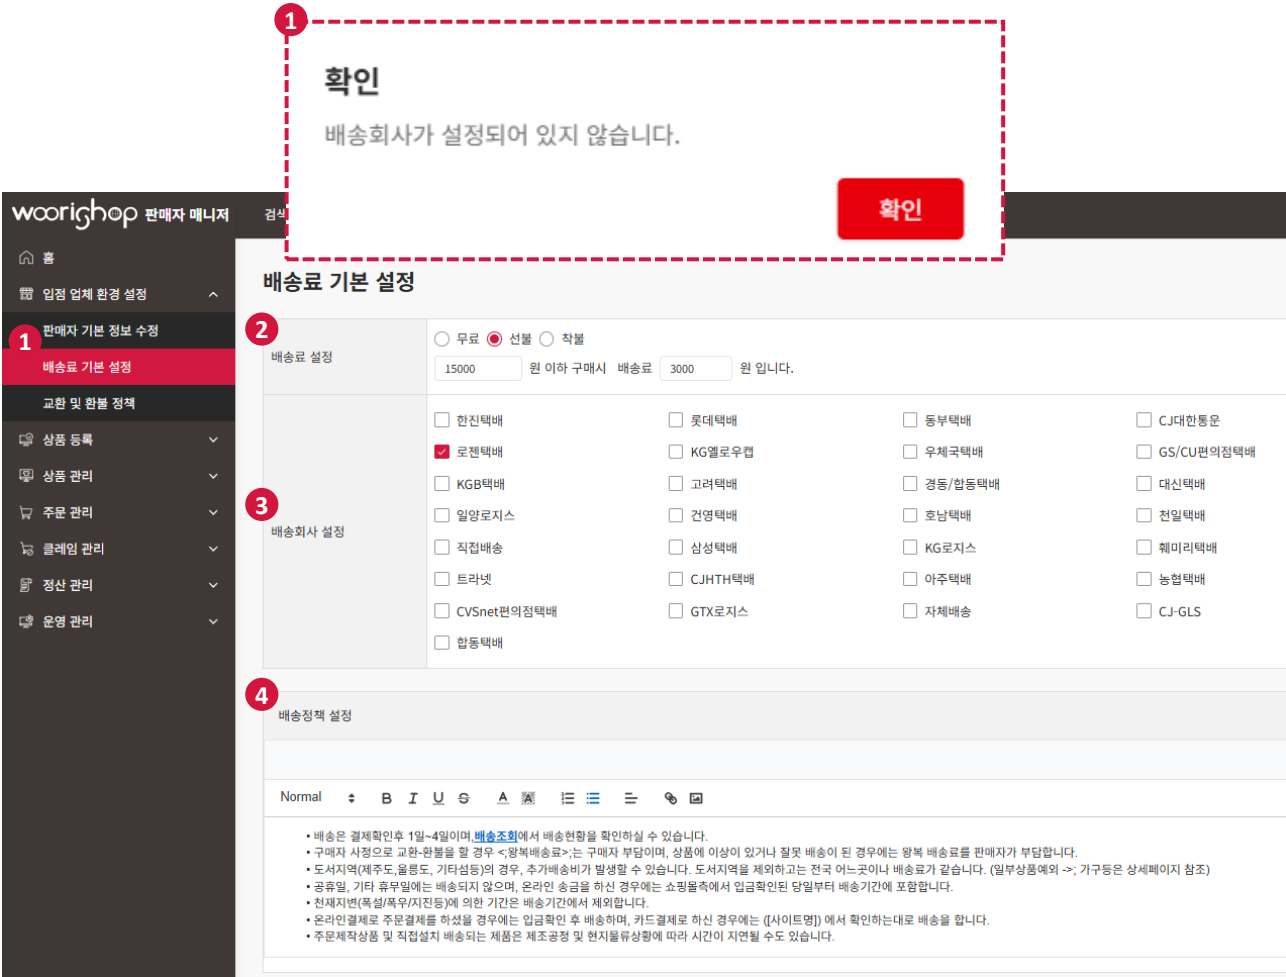 1
확인
배송회사가 설정되어 있지 않습니다.
확인
woorishop 판매자 매니저
검색
홈
입점 업체 환경 설정
판매자 기본 정보 수정
1
배송료 기본 설정
교환 및 환불 정책
상품 등록
상품 관리
주문 관리
클레임 관리
정산 관리
운영 관리
배송료 기본 설정
2
배송료 설정
무료 선불 착불
15000 원 이하 구매시 배송료 3000 원 입니다.
3
배송회사 설정
한진택배 롯데택배 동부택배 CJ대한통운
로젠택배 KG옐로우캡 우체국택배 GS/CU편의점택배
KGB택배 고려택배 경동/합동택배 대신택배
일양로지스 건영택배 호남택배 천일택배
직접배송 삼성택배 KG로지스 훼미리택배
트라넷 CJHTH택배 아주택배 농협택배
CVSnet편의점택배 GTX로지스 자체배송 CJ-GLS
합동택배
4
배송정책 설정
Normal B I U S A A
• 배송은 결제확인후 1일~4일이며,배송조회에서 배송현황을 확인하실 수 있습니다.
• 구매자 사정으로 교환-환불을 할 경우 <;왕복배송료>;는 구매자 부담이며, 상품에 이상이 있거나 잘못 배송이 된 경우에는 왕복 배송료를 판매자가 부담합니다.
• 도서지역(제주도,울릉도, 기타섬등)의 경우, 추가배송비가 발생할 수 있습니다. 도서지역을 제외하고는 전국 어느곳이나 배송료가 같습니다. (일부상품예외 ->; 가구등은 상세페이지 참조)
• 공휴일, 기타 휴무일에는 배송되지 않으며, 온라인 송금을 하신 경우에는 쇼핑몰측에서 입금확인된 당일부터 배송기간에 포함합니다.
• 천재지변(폭설/폭우/지진등)에 의한 기간은 배송기간에서 제외합니다.
• 온라인결제로 주문결제를 하셨을 경우에는 입금확인 후 배송하며, 카드결제로 하신 경우에는 ([사이트명]) 에서 확인하는대로 배송을 합니다.
• 주문제작상품 및 직접설치 배송되는 제품은 제조공정 및 현지물류상황에 따라 시간이 지연될 수도 있습니다.